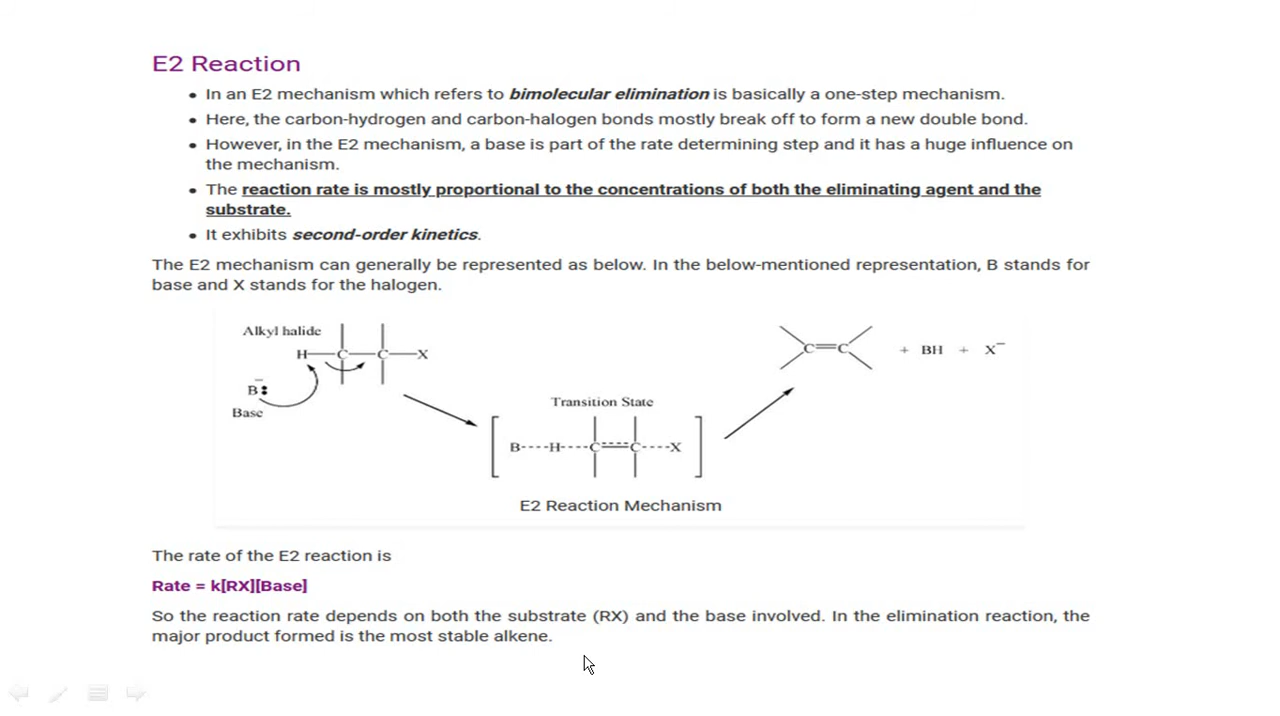 E2 Reaction
• In an E2 mechanism which refers to bimolecular elimination is basically a one-step mechanism.
• Here, the carbon-hydrogen and carbon-halogen bonds mostly break off to form a new double bond.
• However, in the E2 mechanism, a base is part of the rate determining step and it has a huge influence on
the mechanism.
• The reaction rate is mostly proportional to the concentrations of both the eliminating agent and the
substrate.
• It exhibits second-order kinetics.
The E2 mechanism can generally be represented as below. In the below-mentioned representation, B stands for
base and X stands for the halogen.
Alkyl halide
H—C—C—X
B:
Base
C=C + BH + X⁻
Transition State
B----H----C=C----X
E2 Reaction Mechanism
The rate of the E2 reaction is
Rate = k[RX][Base]
So the reaction rate depends on both the substrate (RX) and the base involved. In the elimination reaction, the
major product formed is the most stable alkene.